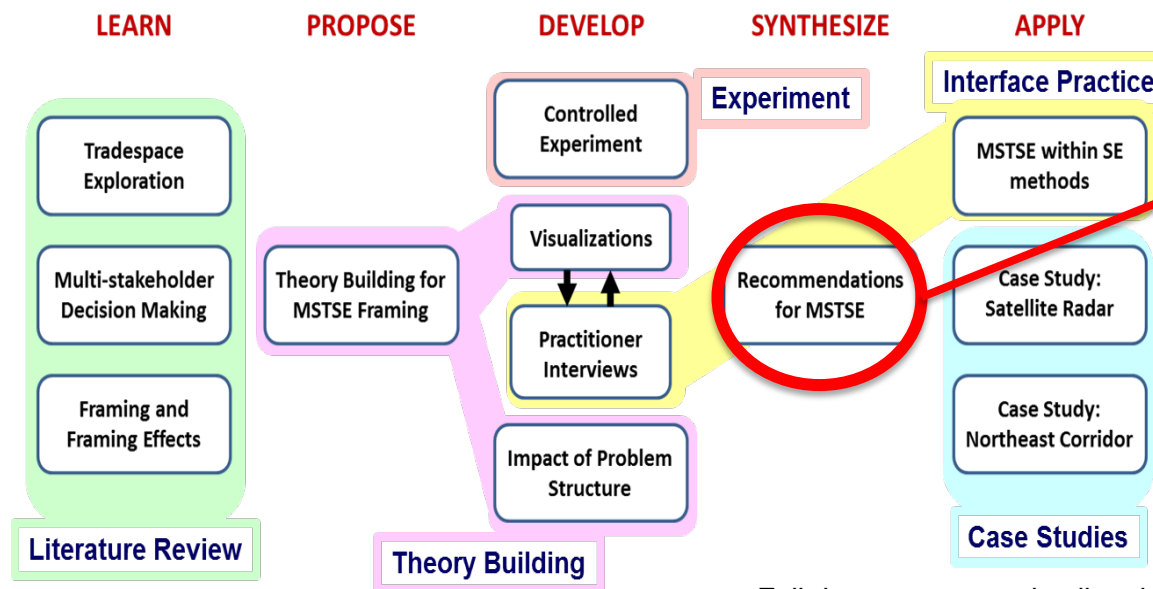 LEARN
PROPOSE
DEVELOP
SYNTHESIZE
APPLY
Tradespace
Exploration
Multi-stakeholder
Decision Making
Framing and
Framing Effects
Literature Review
Theory Building for
MSTSE Framing
Theory Building
Controlled
Experiment
Experiment
Visualizations
Practitioner
Interviews
Impact of Problem
Structure
Recommendations
for MSTSE
Interface Practice
MSTSE within SE
methods
Case Study:
Satellite Radar
Case Study:
Northeast Corridor
Case Studies